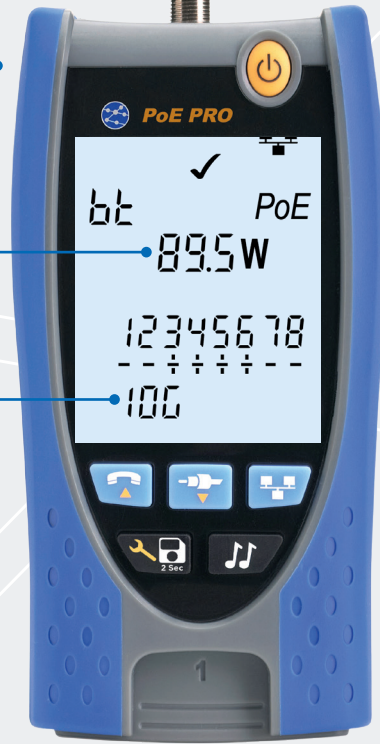 PoE PRO
✓
bt PoE
89.5W
12345678
--÷÷÷÷--
10G
2 Sec
1